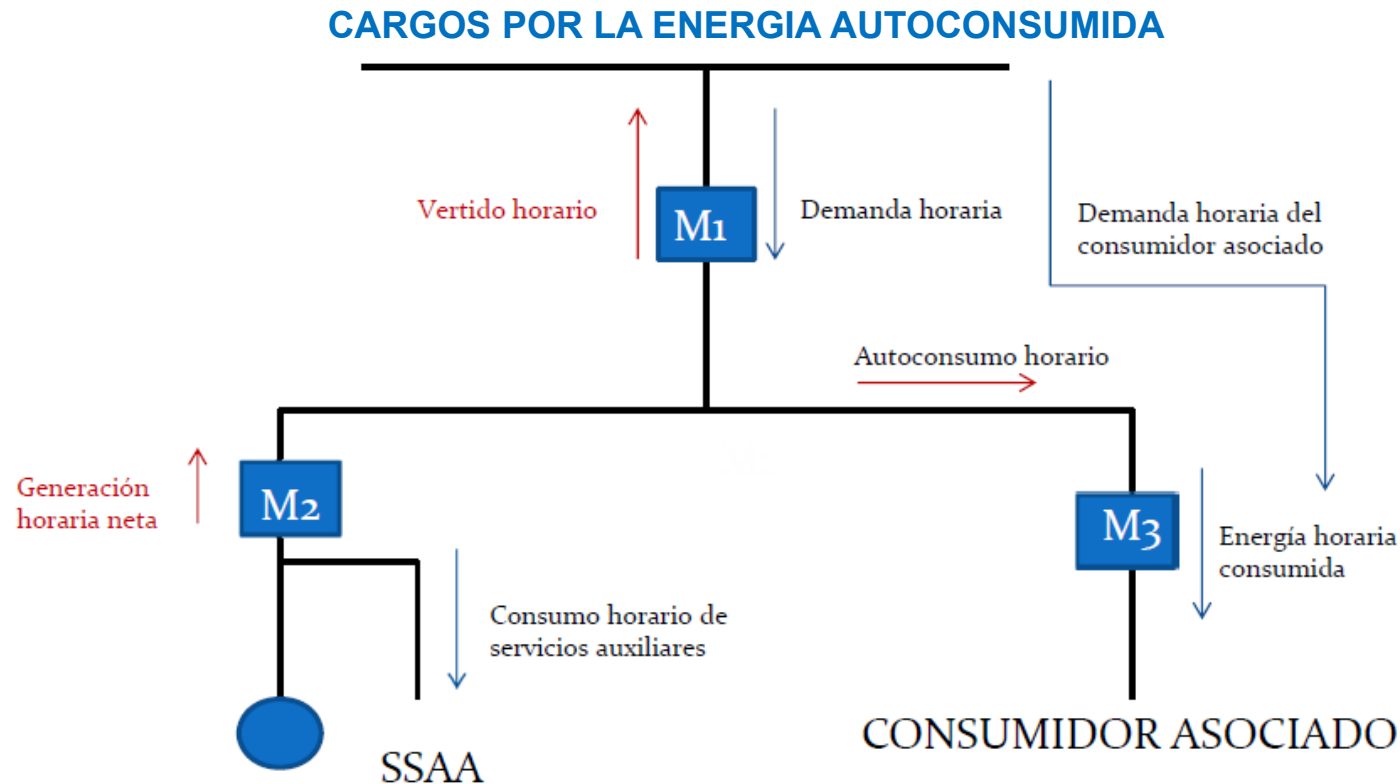 CARGOS POR LA ENERGIA AUTOCONSUMIDA
Vertido horario
M1
Demanda horaria
Demanda horaria del
consumidor asociado
Autoconsumo horario
Generación
horaria neta
M2
M3
Energía horaria
consumida
Consumo horario de
servicios auxiliares
SSAA
CONSUMIDOR ASOCIADO